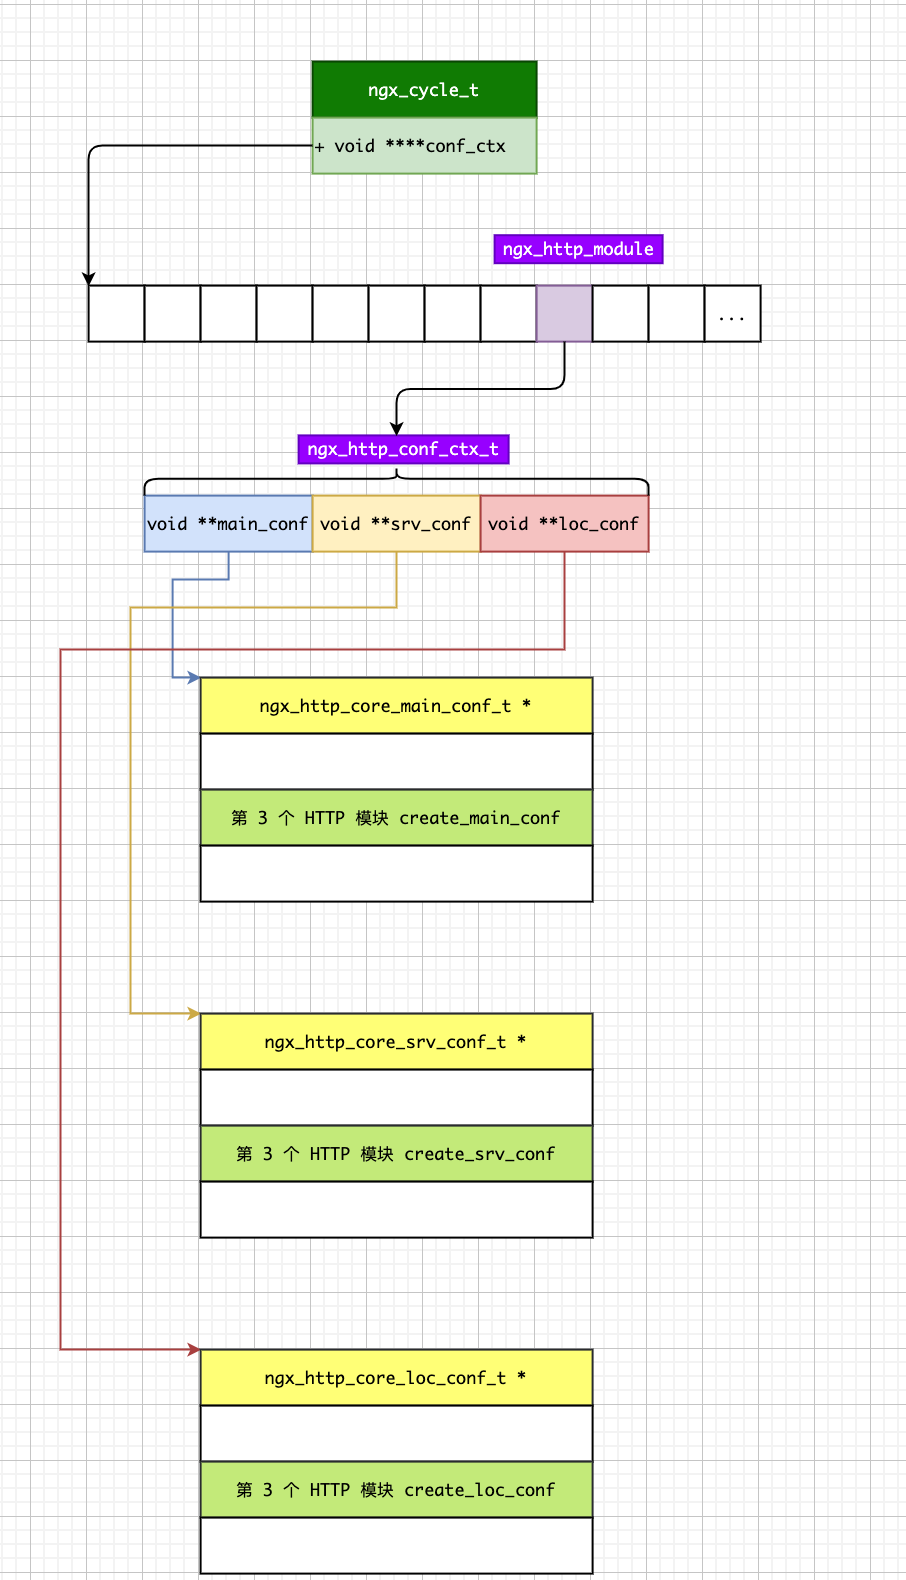 ngx_cycle_t
+ void ****conf_ctx
ngx_http_module
...
ngx_http_conf_ctx_t
void **main_conf
void **srv_conf
void **loc_conf
ngx_http_core_main_conf_t *
第 3 个 HTTP 模块 create_main_conf
ngx_http_core_srv_conf_t *
第 3 个 HTTP 模块 create_srv_conf
ngx_http_core_loc_conf_t *
第 3 个 HTTP 模块 create_loc_conf